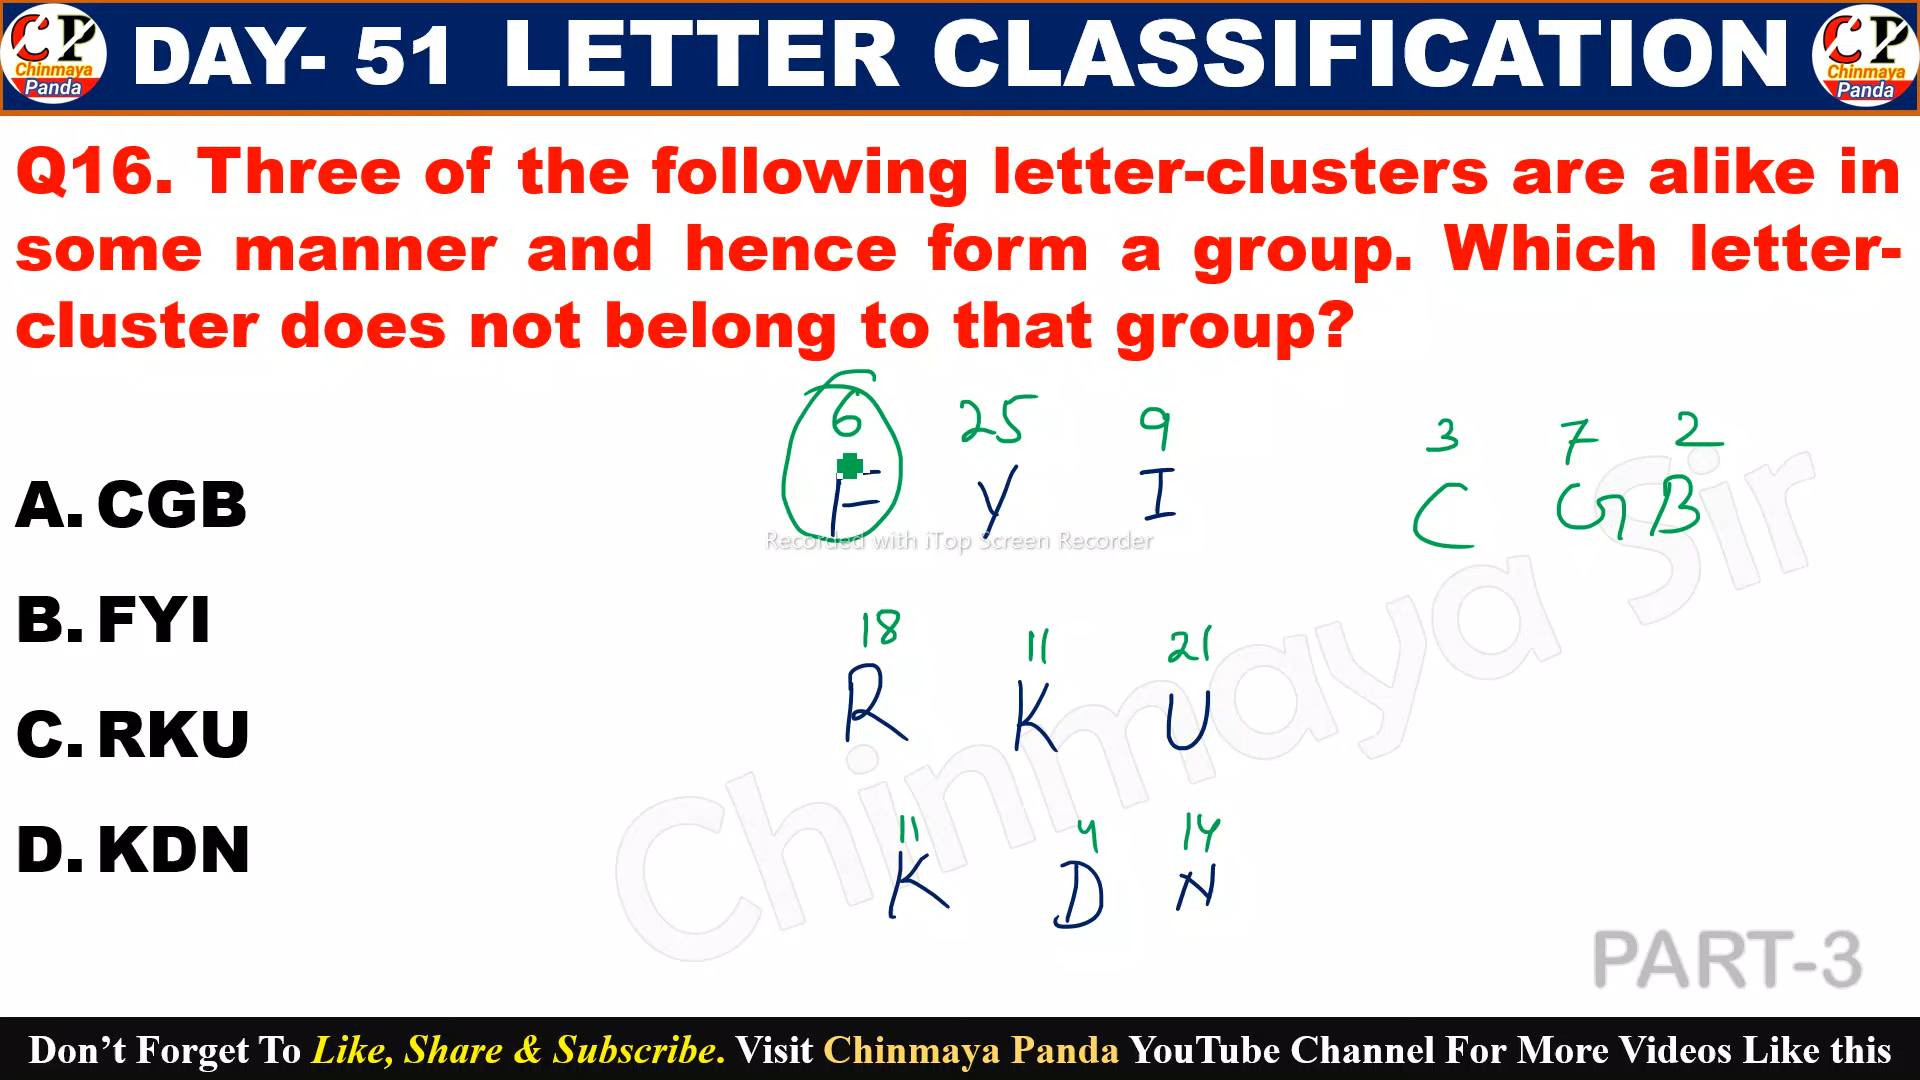 CP Chinmaya Panda DAY- 51 LETTER CLASSIFICATION CP Chinmaya Panda
Q16. Three of the following letter-clusters are alike in
some manner and hence form a group. Which letter-
cluster does not belong to that group?
6 25 9 3 7 2
F Y I C G B
A. CGB
Recorded with iTop Screen Recorder
B. FYI
18 11 21
R K U
C. RKU
11 4 14
K D N
D. KDN
Chinmaya Sir
PART-3
Don’t Forget To Like, Share & Subscribe. Visit Chinmaya Panda YouTube Channel For More Videos Like this